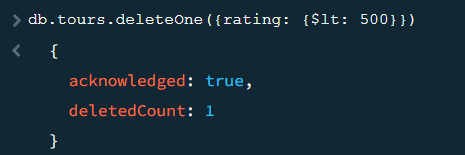 > db.tours.deleteOne({rating: {$lt: 500}})
< {
acknowledged: true,
deletedCount: 1
}